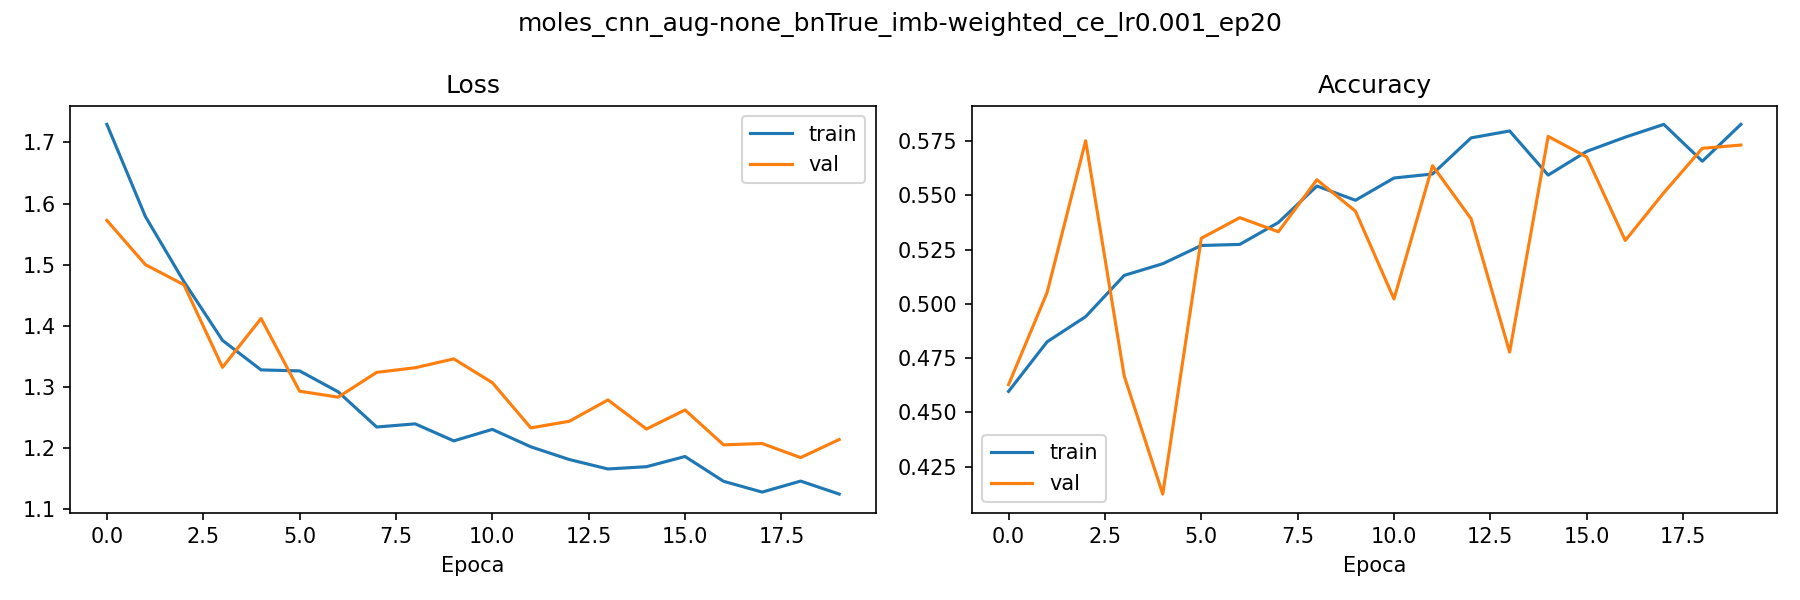 moles_cnn_aug-none_bnTrue_imb-weighted_ce_lr0.001_ep20
Loss
train
val
1.7
1.6
1.5
1.4
1.3
1.2
1.1
0.0 2.5 5.0 7.5 10.0 12.5 15.0 17.5
Epoca
Accuracy
0.575
0.550
0.525
0.500
0.475
0.450
0.425
train
val
0.0 2.5 5.0 7.5 10.0 12.5 15.0 17.5
Epoca